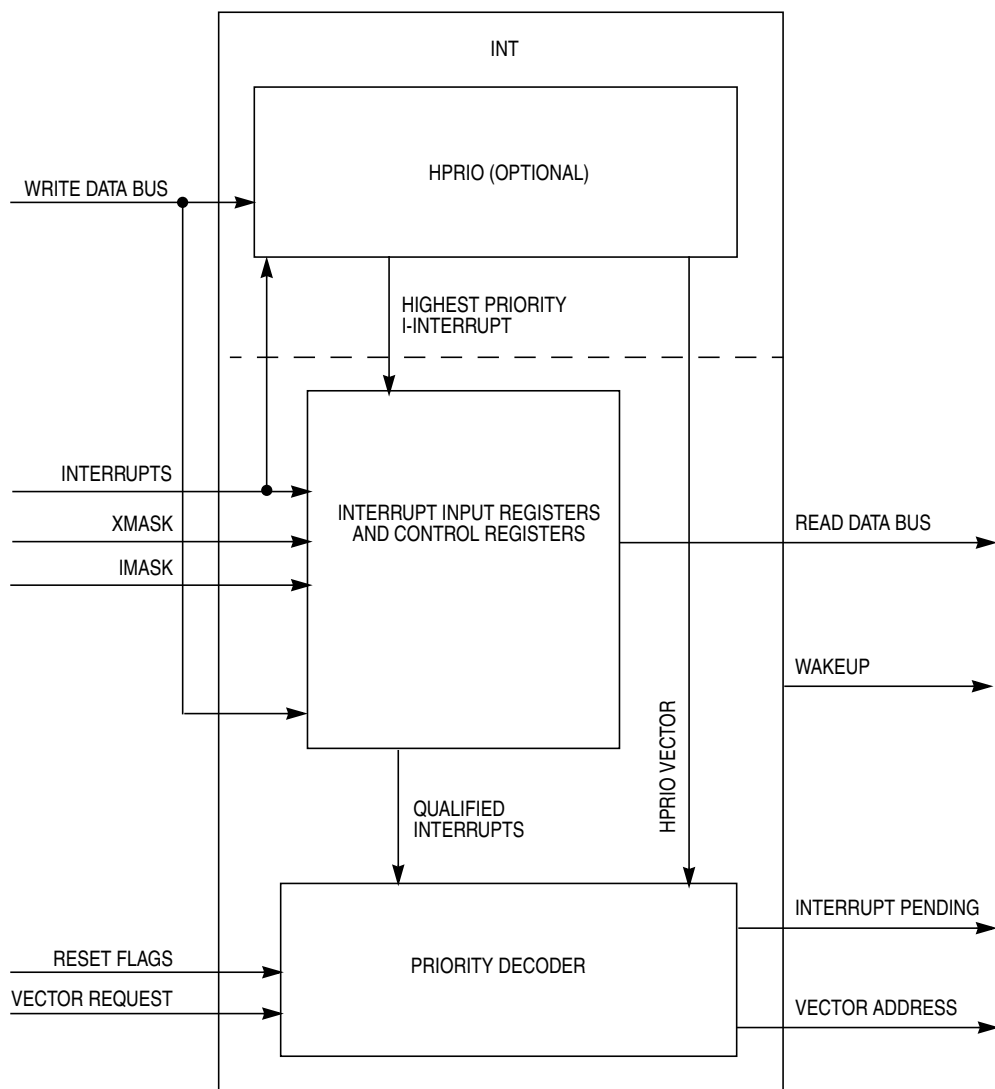 INT
HPRIO (OPTIONAL)
WRITE DATA BUS
HIGHEST PRIORITY
I-INTERRUPT
INTERRUPTS
XMASK
IMASK
INTERRUPT INPUT REGISTERS
AND CONTROL REGISTERS
READ DATA BUS
WAKEUP
HPRIO VECTOR
QUALIFIED
INTERRUPTS
INTERRUPT PENDING
RESET FLAGS
PRIORITY DECODER
VECTOR REQUEST
VECTOR ADDRESS